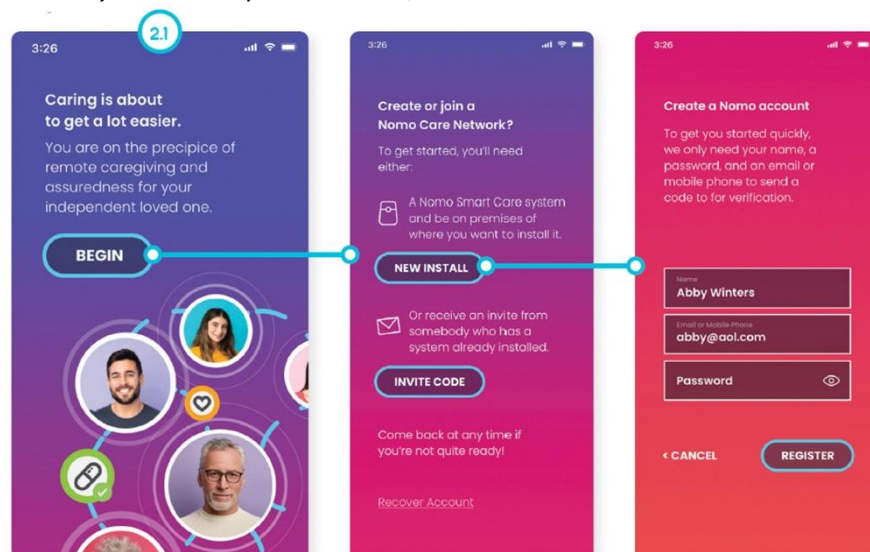 2.1
3:26
Caring is about
to get a lot easier.
You are on the precipice of
remote caregiving and
assuredness for your
independent loved one.
BEGIN
3:26
Create or join a
Nomo Care Network?
To get started, you'll need
either:
A Nomo Smart Care system
and be on premises of
where you want to install it.
NEW INSTALL
Or receive an invite from
somebody who has a
system already installed.
INVITE CODE
Come back at any time if
you're not quite ready!
Recover Account
3:26
Create a Nomo account
To get you started quickly,
we only need your name, a
password, and an email or
mobile phone to send a
code to for verification.
Name
Abby Winters
Email or Mobile Phone
abby@aol.com
Password
< CANCEL
REGISTER